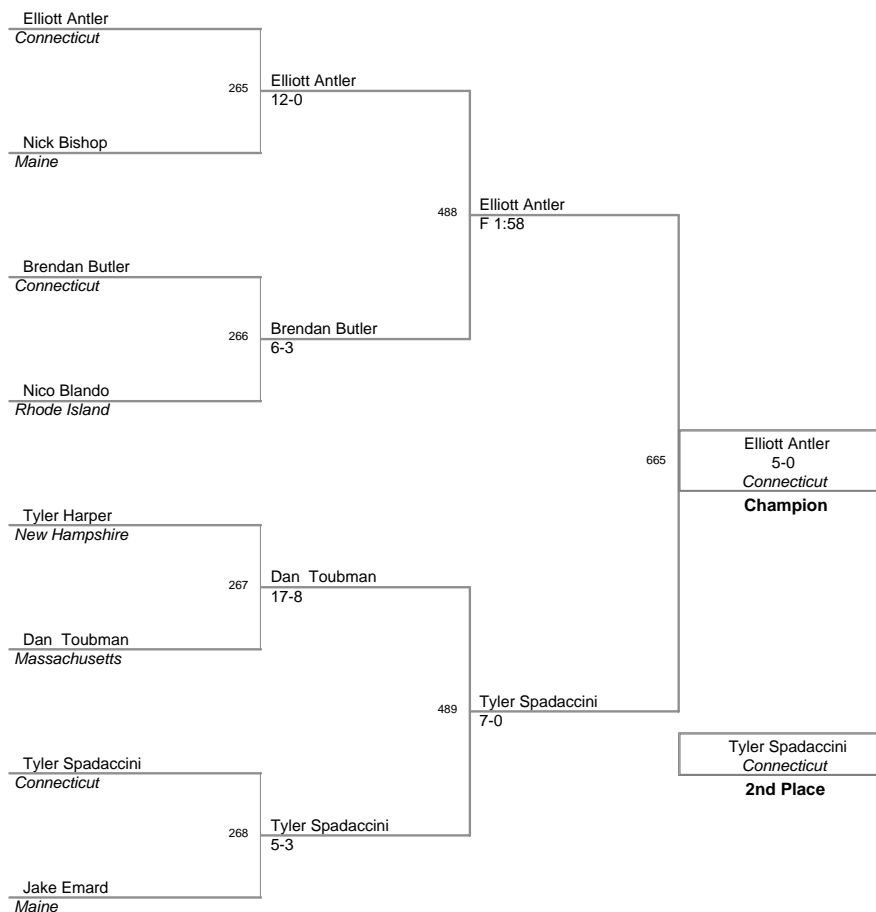 Elliott Antler
Connecticut
265
Elliott Antler
12-0
Nick Bishop
Maine
488
Elliott Antler
F 1:58
Brendan Butler
Connecticut
266
Brendan Butler
6-3
Nico Blando
Rhode Island
665
Elliott Antler
5-0
Connecticut
Champion
Tyler Harper
New Hampshire
267
Dan  Toubman
17-8
Dan  Toubman
Massachusetts
489
Tyler Spadaccini
7-0
Tyler Spadaccini
Connecticut
2nd Place
Tyler Spadaccini
Connecticut
268
Tyler Spadaccini
5-3
Jake Emard
Maine